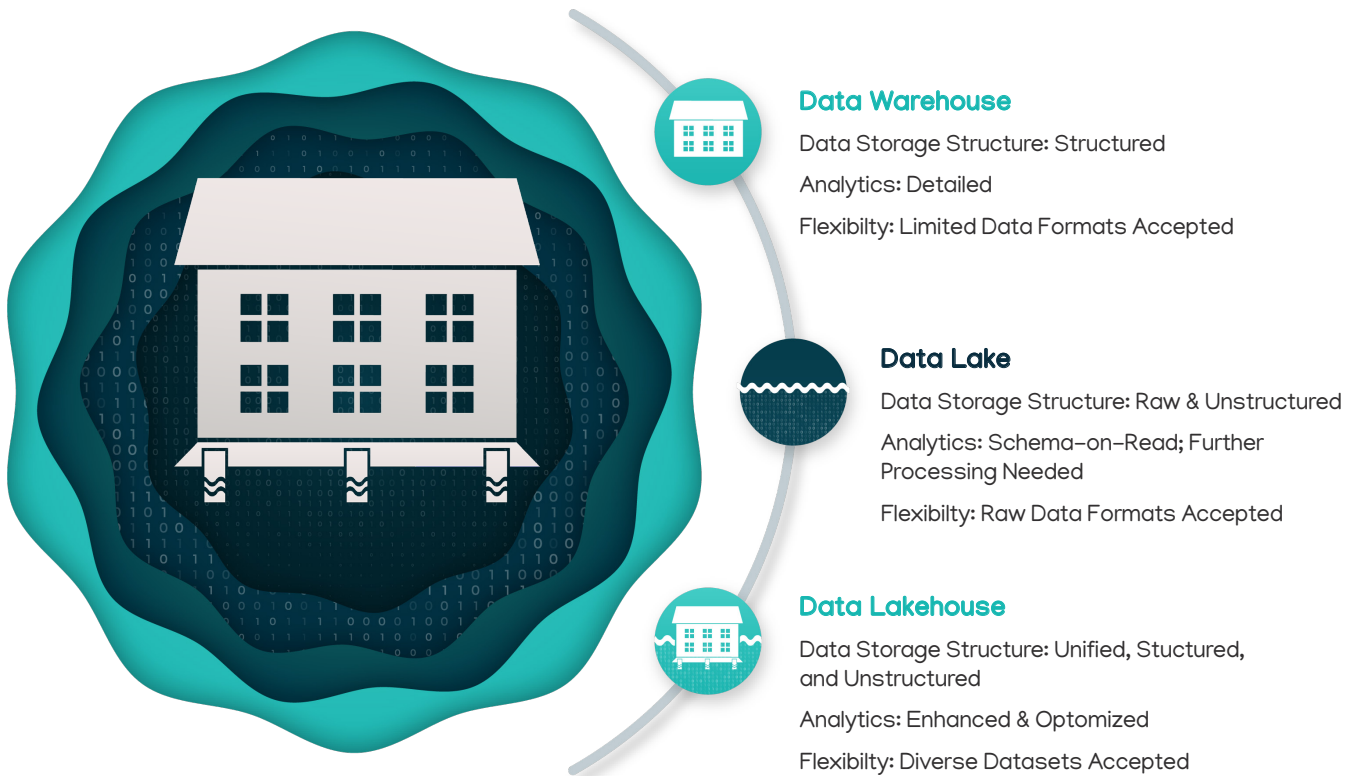 Data Warehouse
Data Storage Structure: Structured
Analytics: Detailed
Flexibilty: Limited Data Formats Accepted
Data Lake
Data Storage Structure: Raw & Unstructured
Analytics: Schema-on-Read; Further
Processing Needed
Flexibilty: Raw Data Formats Accepted
Data Lakehouse
Data Storage Structure: Unified, Stuctured,
and Unstructured
Analytics: Enhanced & Optomized
Flexibilty: Diverse Datasets Accepted